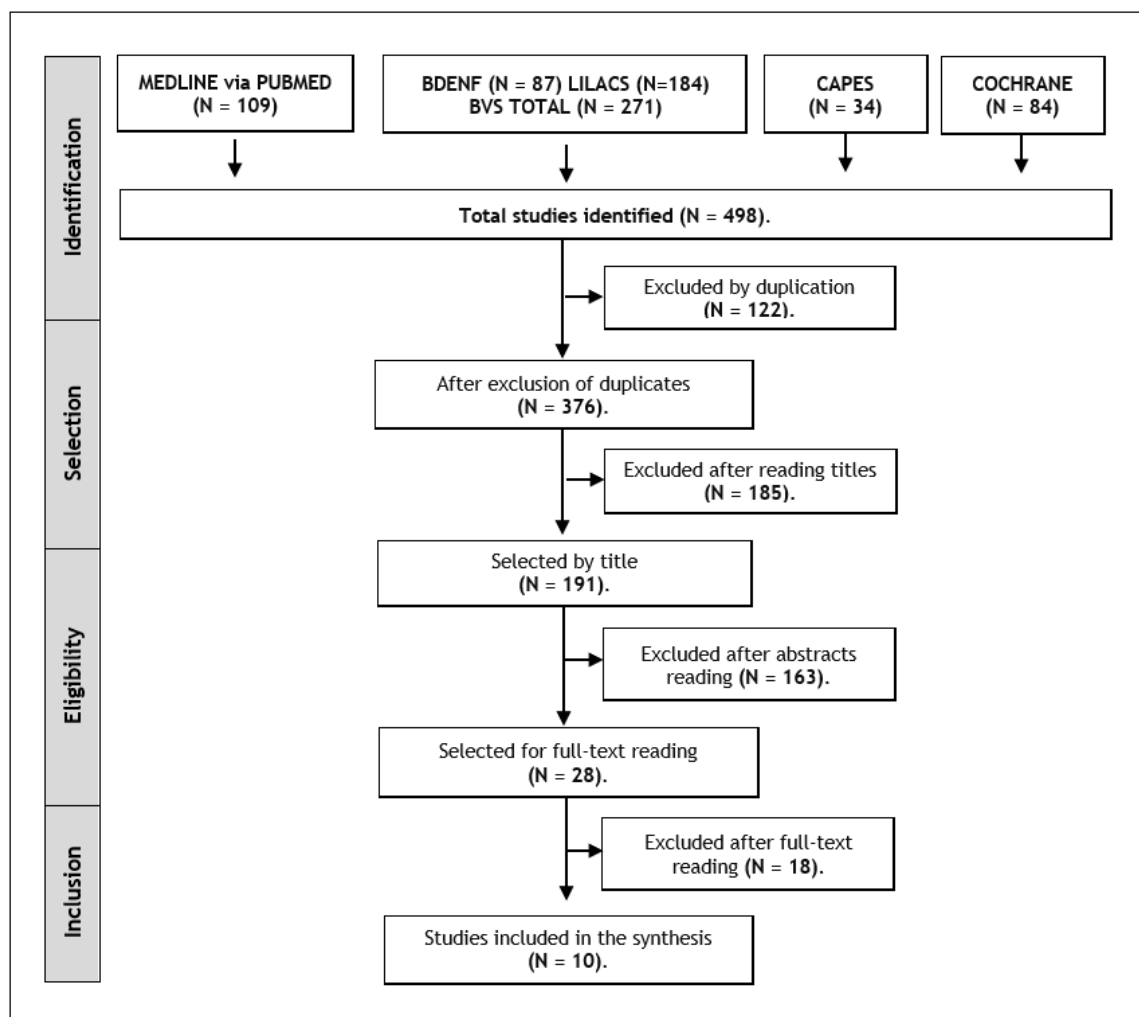 MEDLINE via PUBMED
(N = 109)
BDENF (N = 87) LILACS (N=184)
BVS TOTAL (N = 271)
CAPES
(N = 34)
COCHRANE
(N = 84)
Identification
Total studies identified (N = 498).
Excluded by duplication
(N = 122).
Selection
After exclusion of duplicates
(N = 376).
Excluded after reading titles
(N = 185).
Selected by title
(N = 191).
Eligibility
Excluded after abstracts
reading (N = 163).
Selected for full-text reading
(N = 28).
Inclusion
Excluded after full-text
reading (N = 18).
Studies included in the synthesis
(N = 10).